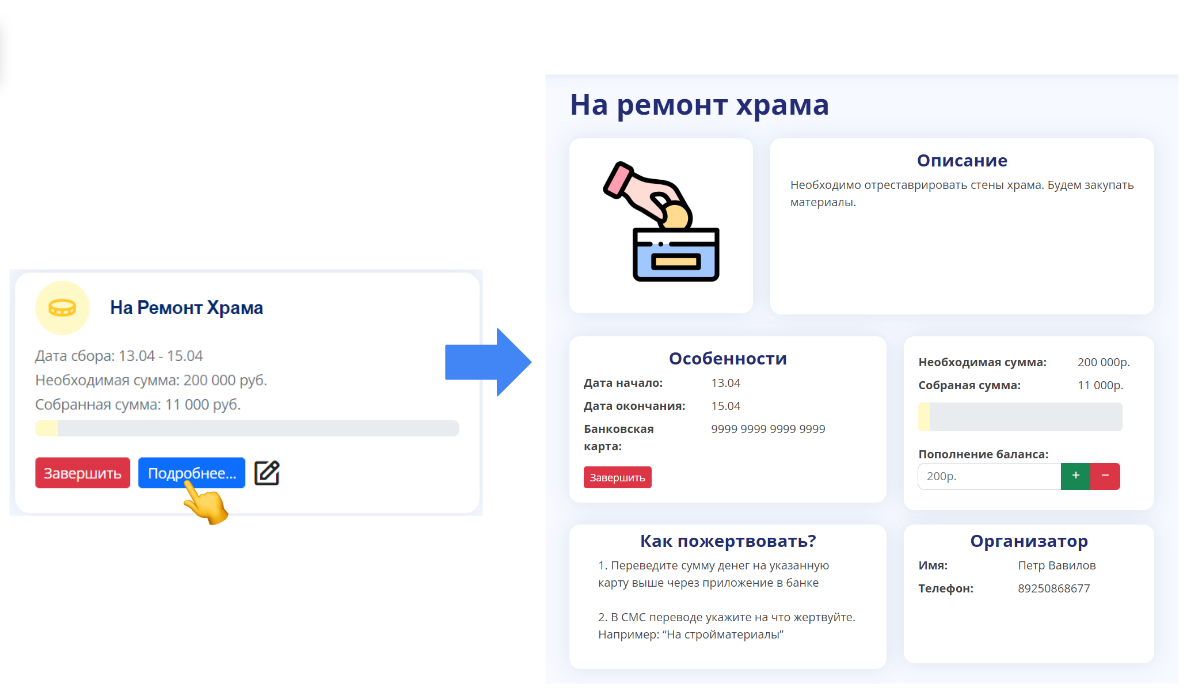 На Ремонт Храма
Дата сбора: 13.04 - 15.04
Необходимая сумма: 200 000 руб.
Собранная сумма: 11 000 руб.
Завершить
Подробнее...
На ремонт храма
Описание
Необходимо отреставрировать стены храма. Будем закупать
материалы.
Особенности
Дата начало: 13.04
Дата окончания: 15.04
Банковская
карта:
9999 9999 9999 9999
Завершить
Необходимая сумма: 200 000р.
Собраная сумма: 11 000р.
Пополнение баланса:
200р. + −
Как пожертвовать?
1. Переведите сумму денег на указанную
карту выше через приложение в банке
2. В СМС переводе укажите на что жертвуйте.
Например: “На стройматериалы”
Организатор
Имя: Петр Вавилов
Телефон: 89250868677